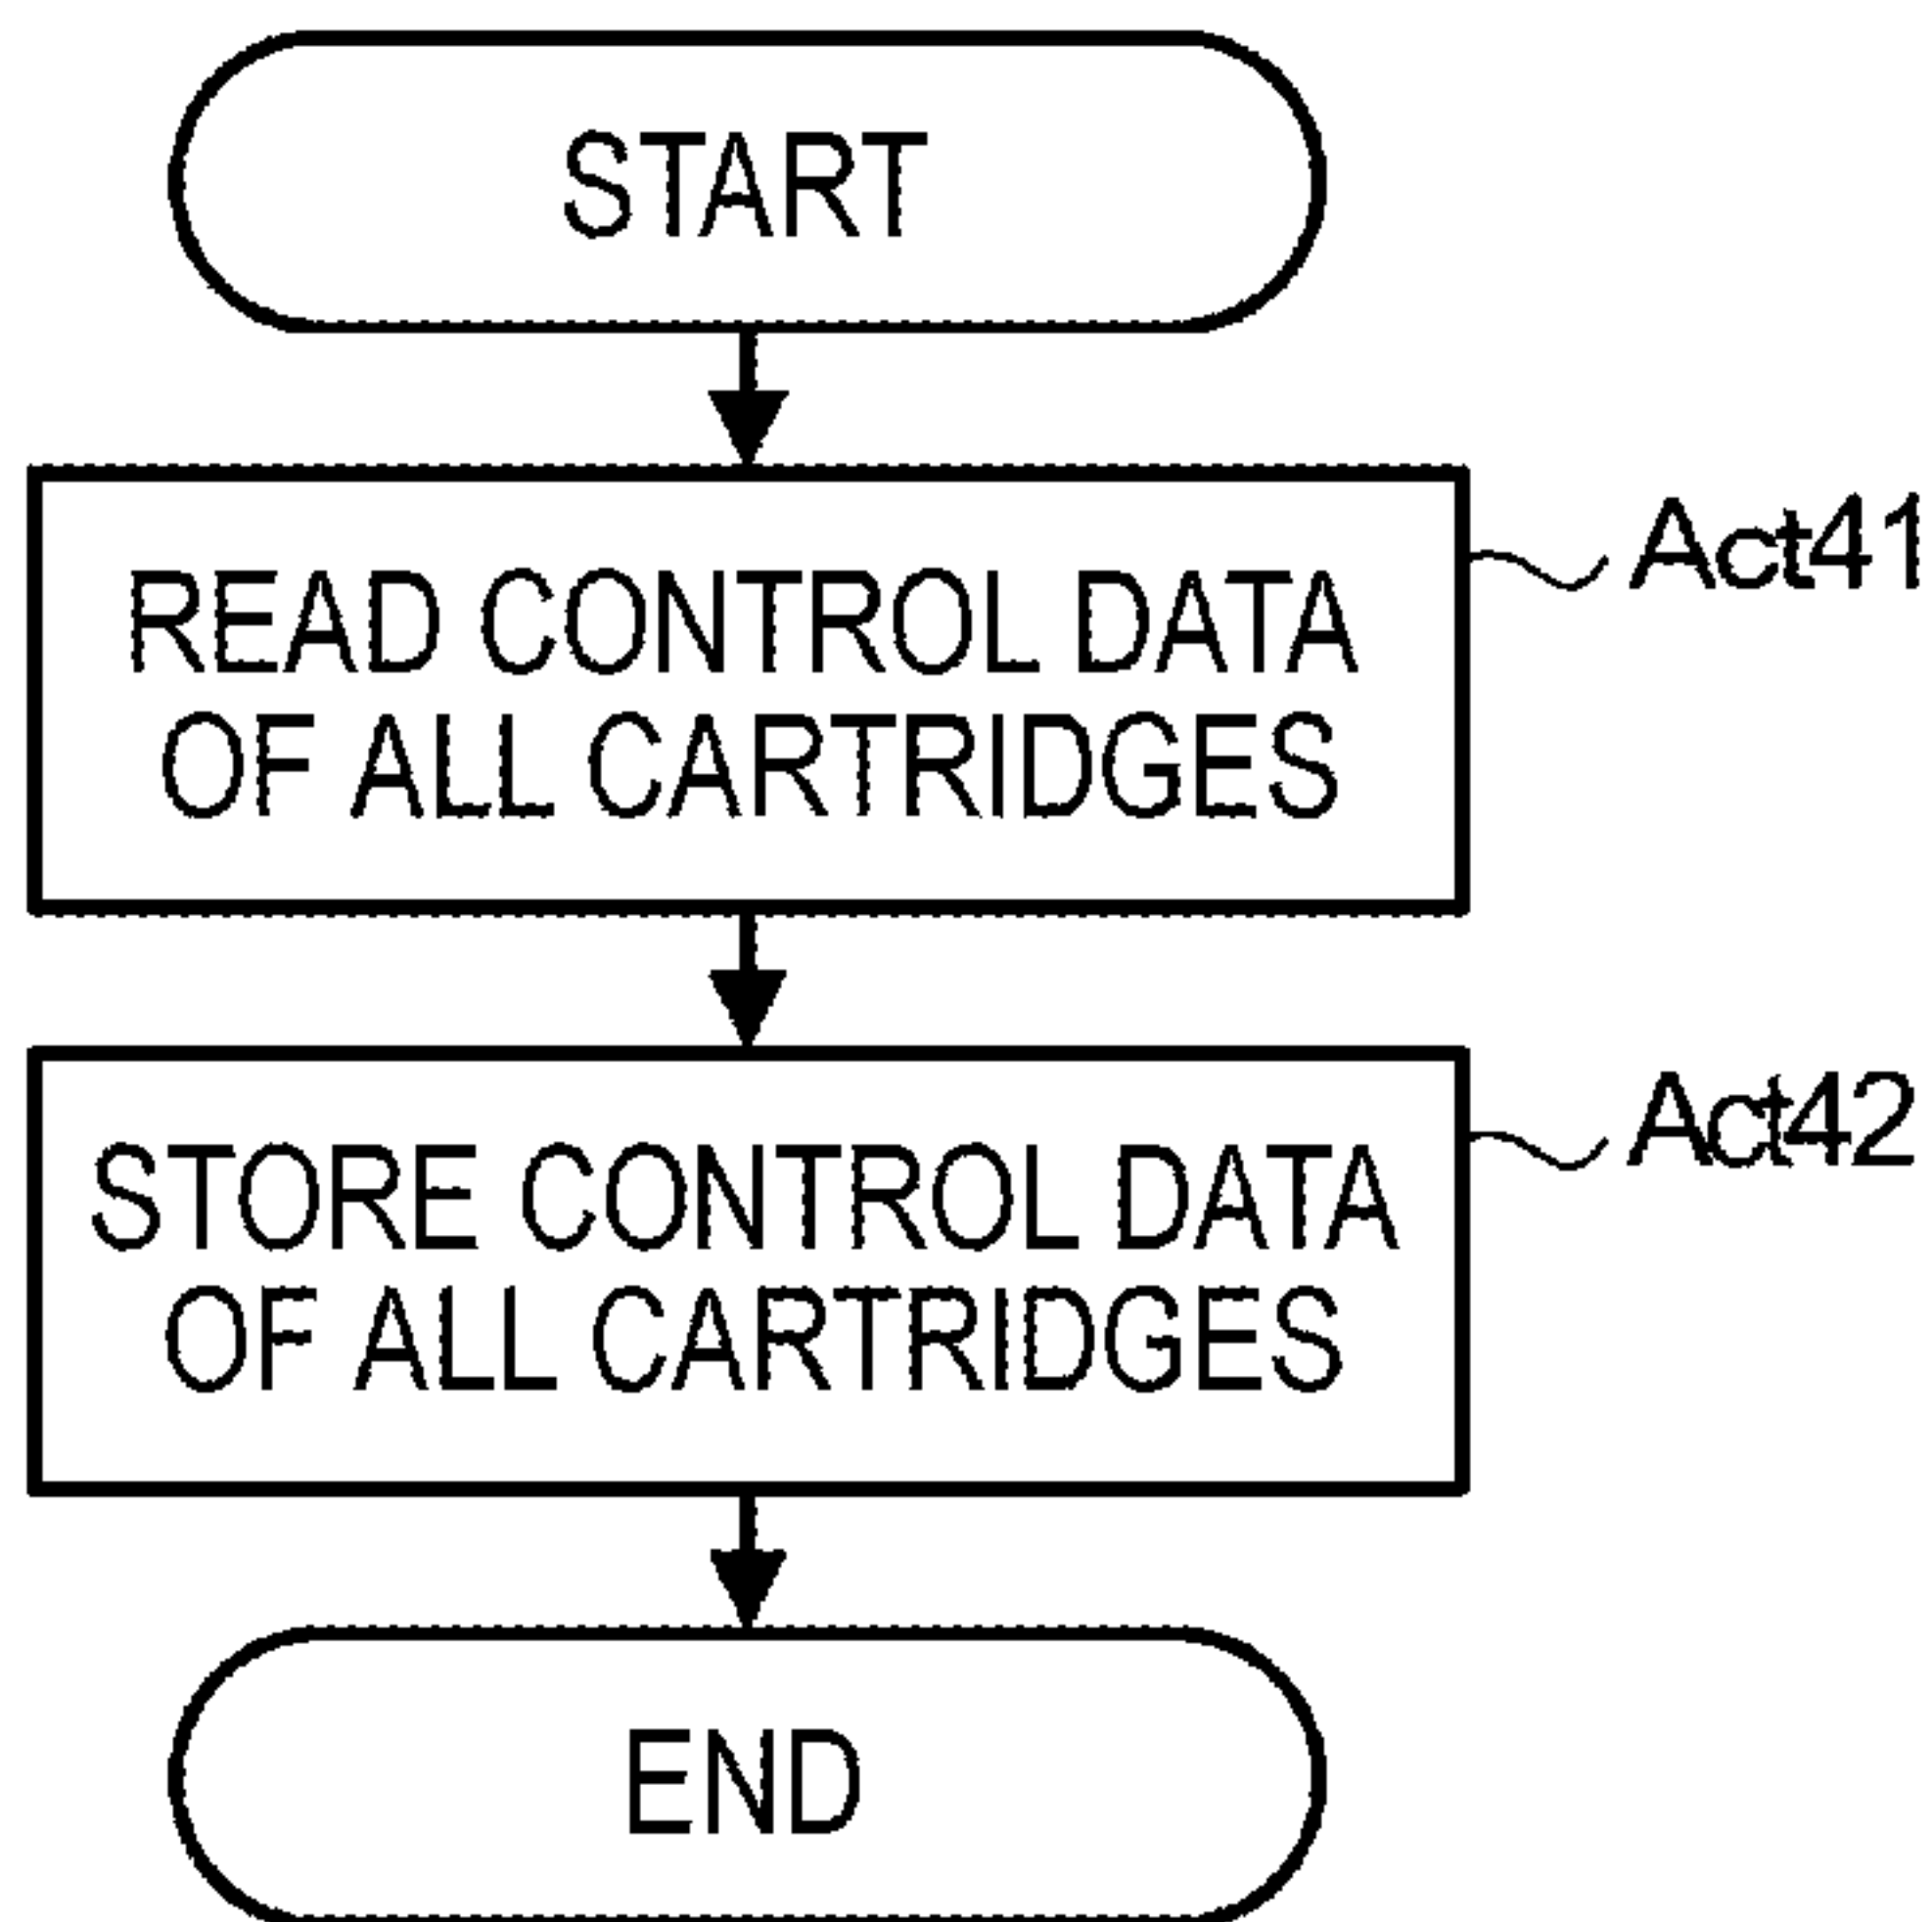 START
READ CONTROL DATA
OF ALL CARTRIDGES
Act41
STORE CONTROL DATA
OF ALL CARTRIDGES
Act42
END